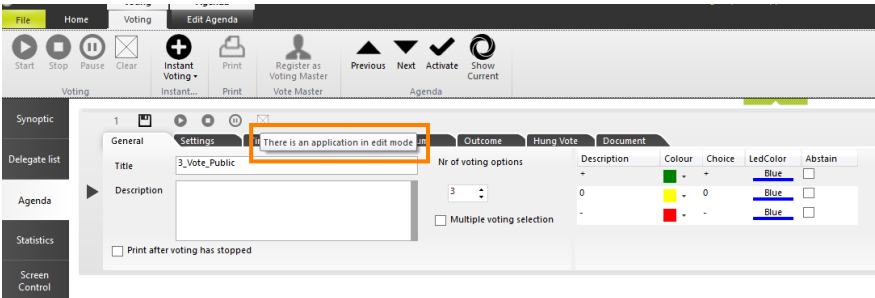 Voting
Agenda
File Home Voting Edit Agenda
Start Stop Pause Clear Instant Voting Print Register as Voting Master Previous Next Activate Show Current
Voting Instant... Print Vote Master Agenda
Synoptic
1
General Settings There is an application in edit mode Outcome Hung Vote Document
Delegate list
Title 3_Vote_Public Nr of voting options Description Colour Choice LedColor Abstain
+ + Blue
Agenda
Description 3 0 0 Blue
Multiple voting selection - - Blue
Statistics
Print after voting has stopped
Screen
Control